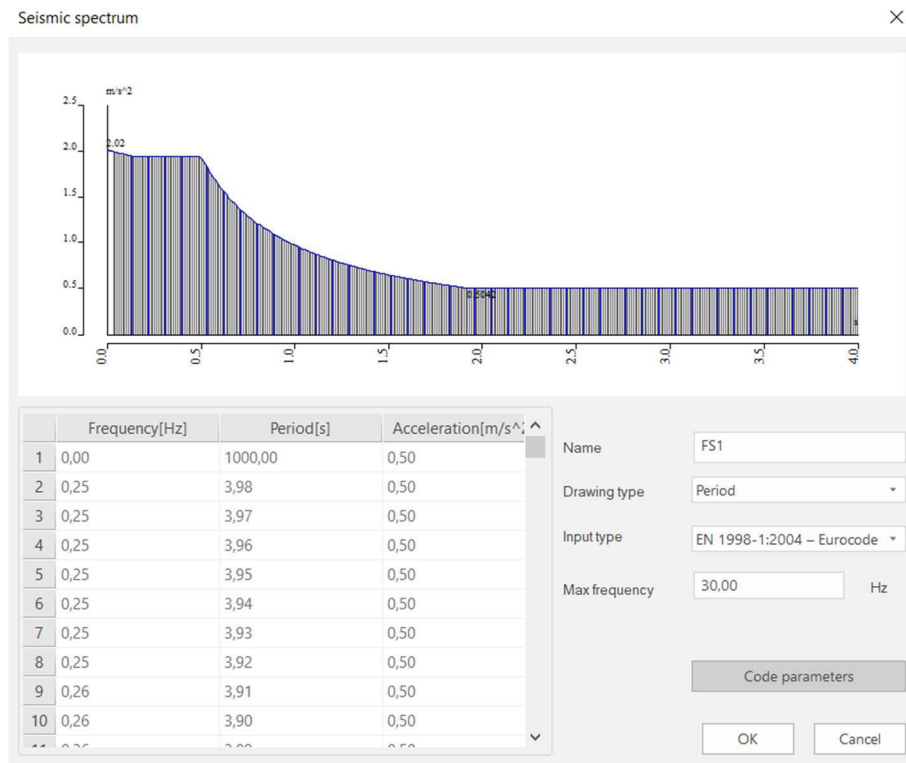 Seismic spectrum
m/s^2
2.5
2.0
1.5
1.0
0.5
0.0
2.02
0.5042
s
0.0 0.5 1.0 1.5 2.0 2.5 3.0 3.5 4.0
Frequency[Hz] Period[s] Acceleration[m/s^2
1 0,00 1000,00 0,50
2 0,25 3,98 0,50
3 0,25 3,97 0,50
4 0,25 3,96 0,50
5 0,25 3,95 0,50
6 0,25 3,94 0,50
7 0,25 3,93 0,50
8 0,25 3,92 0,50
9 0,26 3,91 0,50
10 0,26 3,90 0,50
Name FS1
Drawing type Period
Input type EN 1998-1:2004 – Eurocode
Max frequency 30,00 Hz
Code parameters
OK Cancel